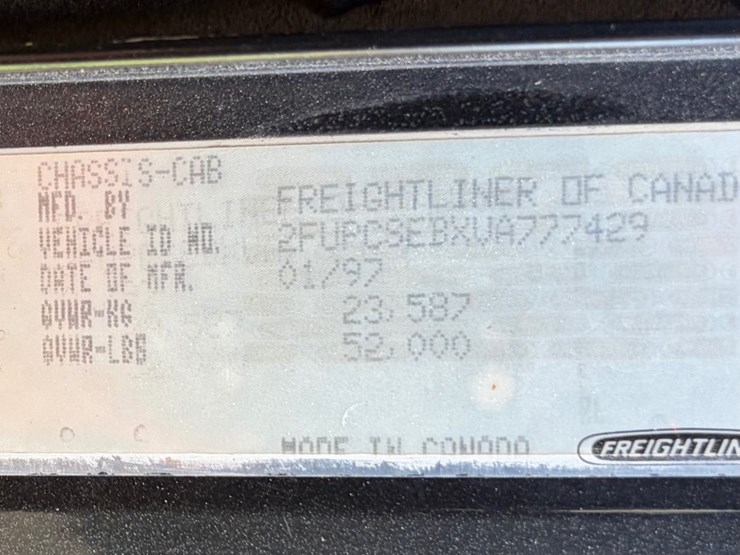 CHASSIS-CAB
MFD. BY FREIGHTLINER OF CANAD
VEHICLE ID NO. 2FUPCSEBXVA777429
DATE OF MFR. 01/97
GVWR-KG 23,587
GVWR-LBS 52,000
MADE IN CANADA
FREIGHTLIN